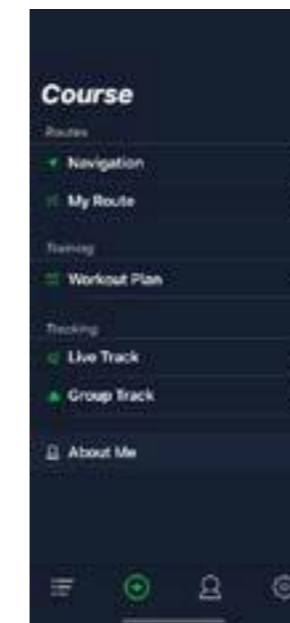 Course
Routes
Navigation
My Route
Training
Workout Plan
Tracking
Live Track
Group Track
About Me